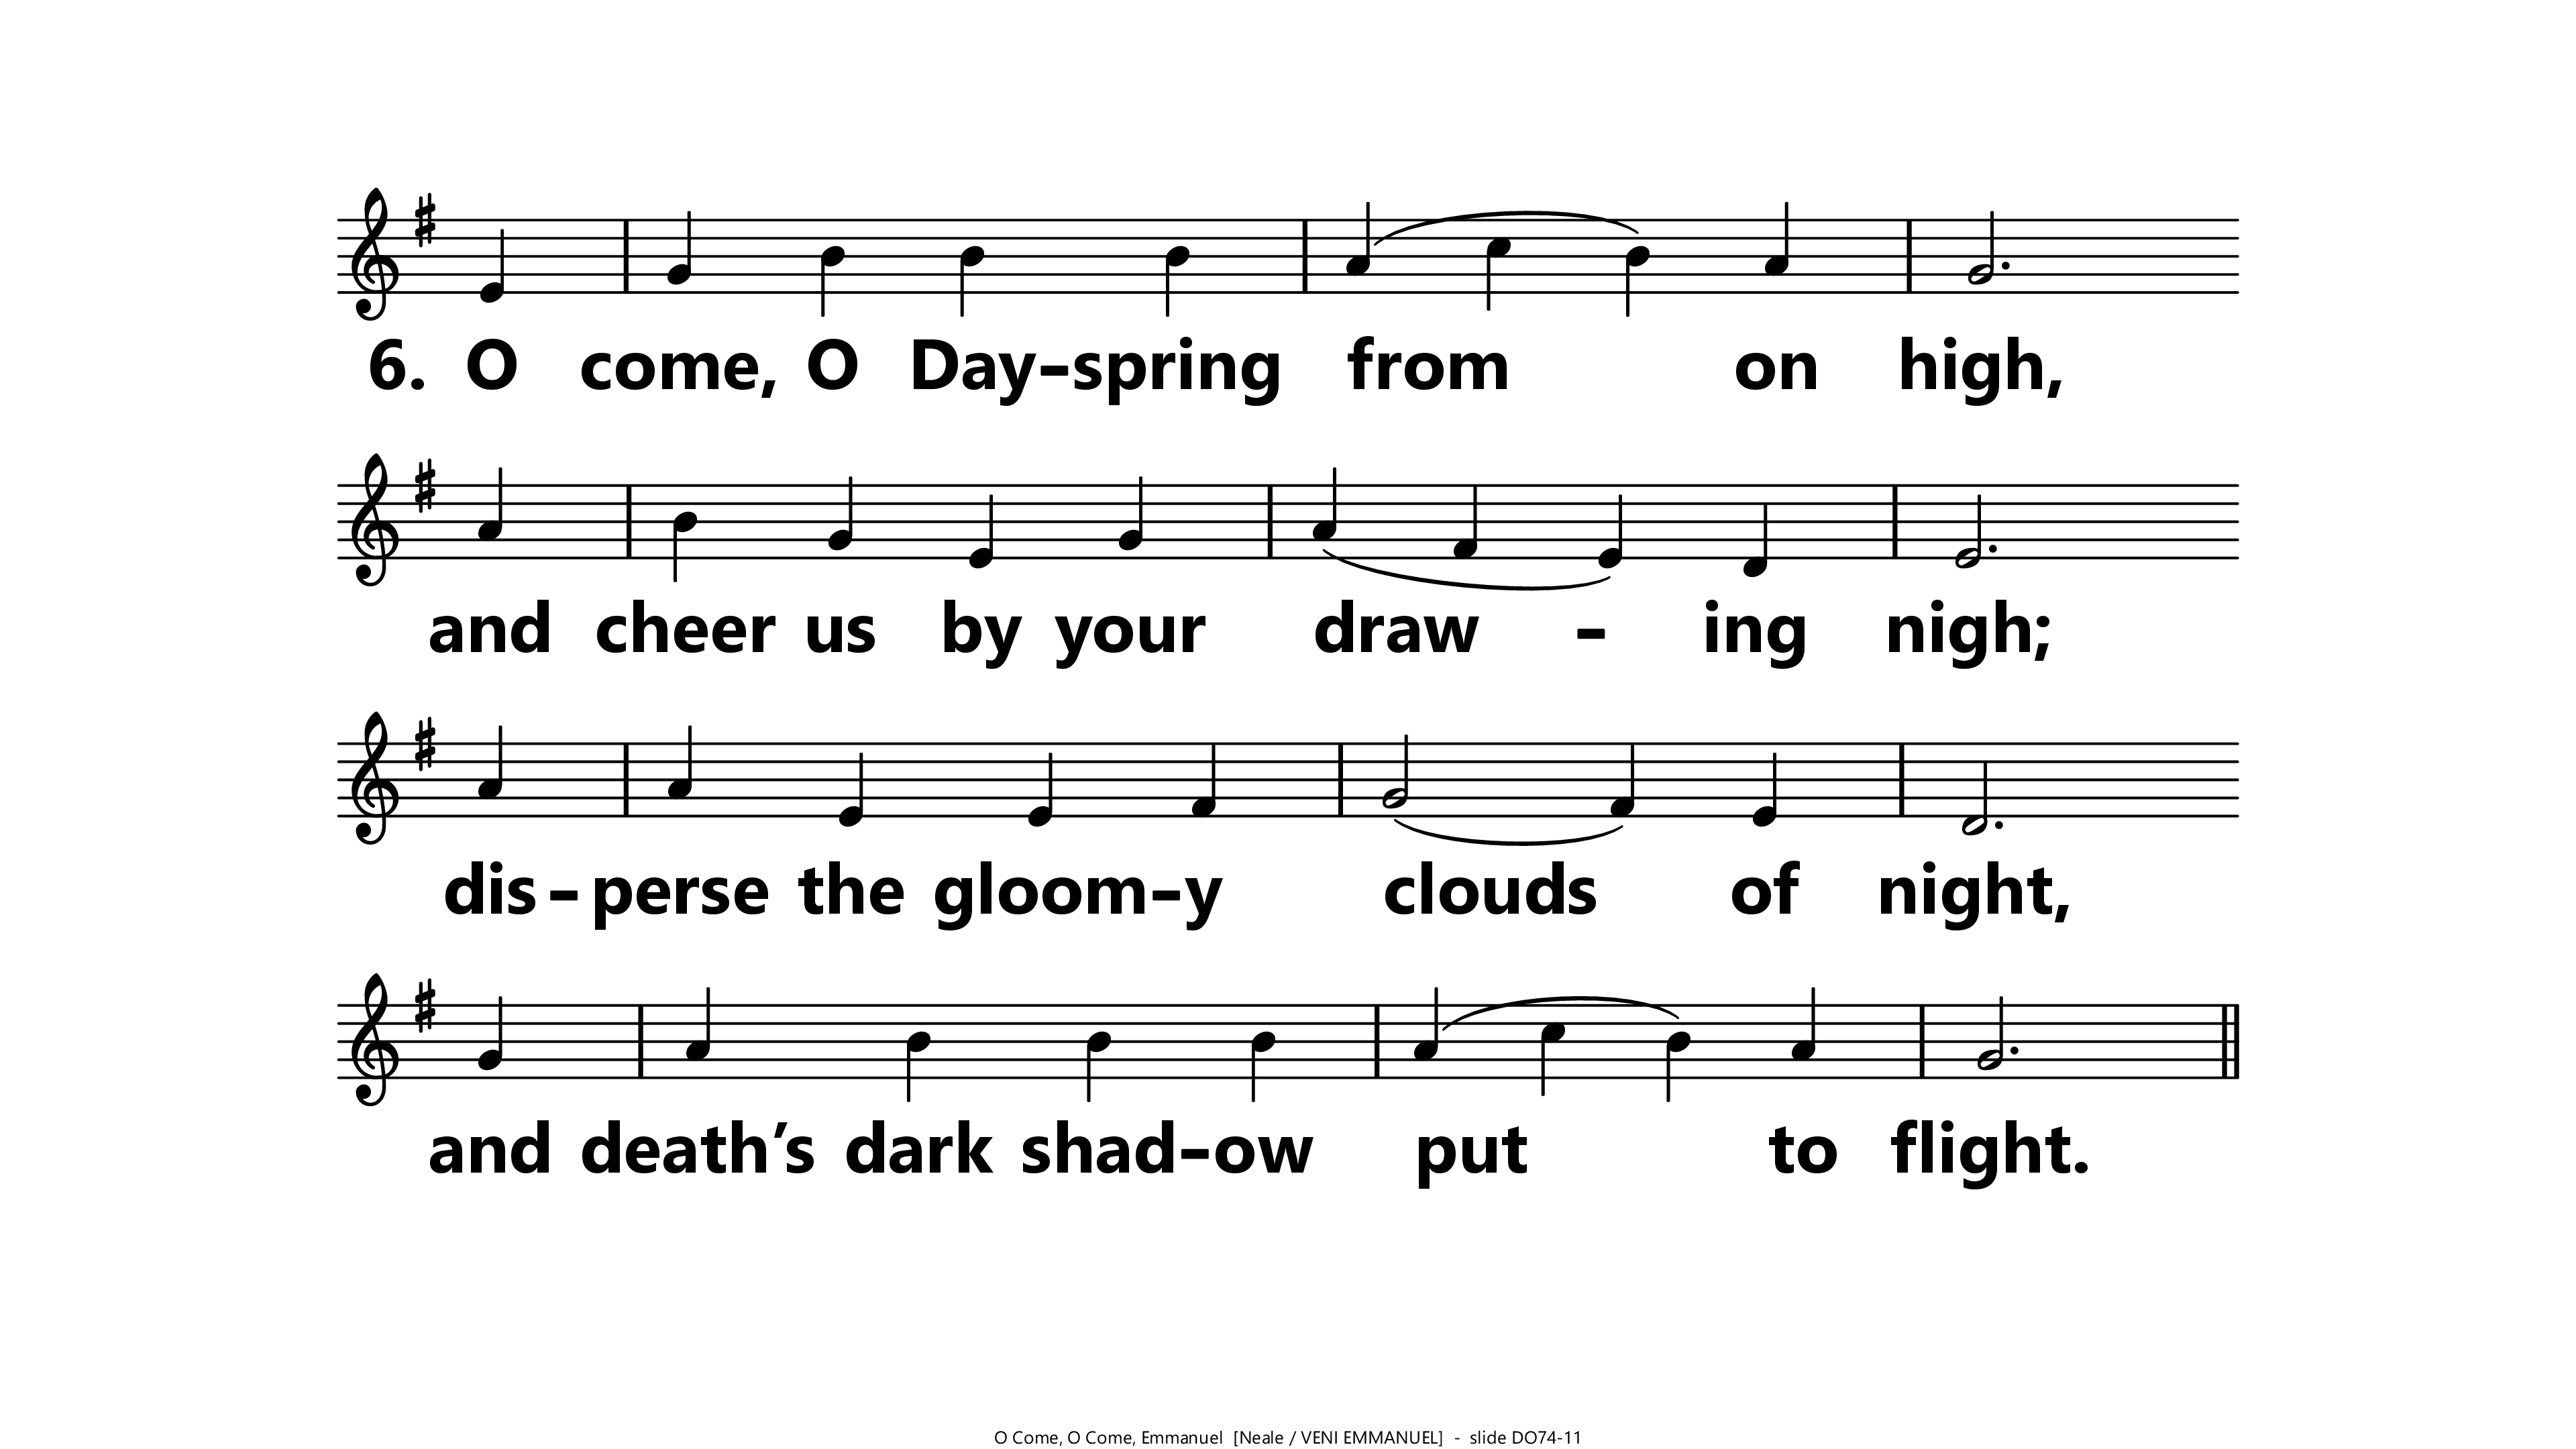 6. O come, O Day-spring from on high,
and cheer us by your draw - ing nigh;
dis-perse the gloom-y clouds of night,
and death’s dark shad-ow put to flight.
O Come, O Come, Emmanuel [Neale / VENI EMMANUEL] - slide DO74-11